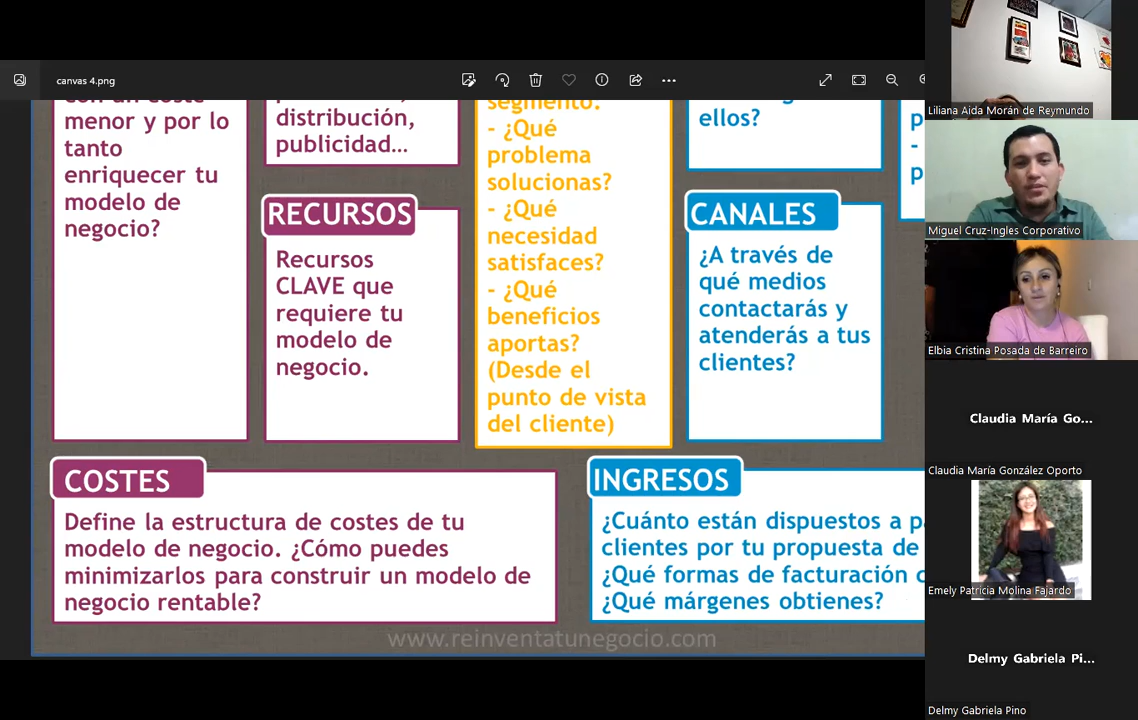 canvas 4.png
con un coste
menor y por lo
tanto
enriquecer tu
modelo de
negocio?
distribución,
publicidad...
RECURSOS
Recursos
CLAVE que
requiere tu
modelo de
negocio.
segmento.
- ¿Qué
problema
solucionas?
- ¿Qué
necesidad
satisfaces?
- ¿Qué
beneficios
aportas?
(Desde el
punto de vista
del cliente)
ellos?
CANALES
¿A través de
qué medios
contactarás y
atenderás a tus
clientes?
COSTES
Define la estructura de costes de tu
modelo de negocio. ¿Cómo puedes
minimizarlos para construir un modelo de
negocio rentable?
INGRESOS
¿Cuánto están dispuestos a
clientes por tu propuesta de
¿Qué formas de facturación
¿Qué márgenes obtienes?
www.reinventatunegocio.com
Liliana Aida Morán de Reymundo
Miguel Cruz-Ingles Corporativo
Elbia Cristina Posada de Barreiro
Claudia María Go...
Claudia María González Oporto
Emely Patricia Molina Fajardo
Delmy Gabriela Pi...
Delmy Gabriela Pino